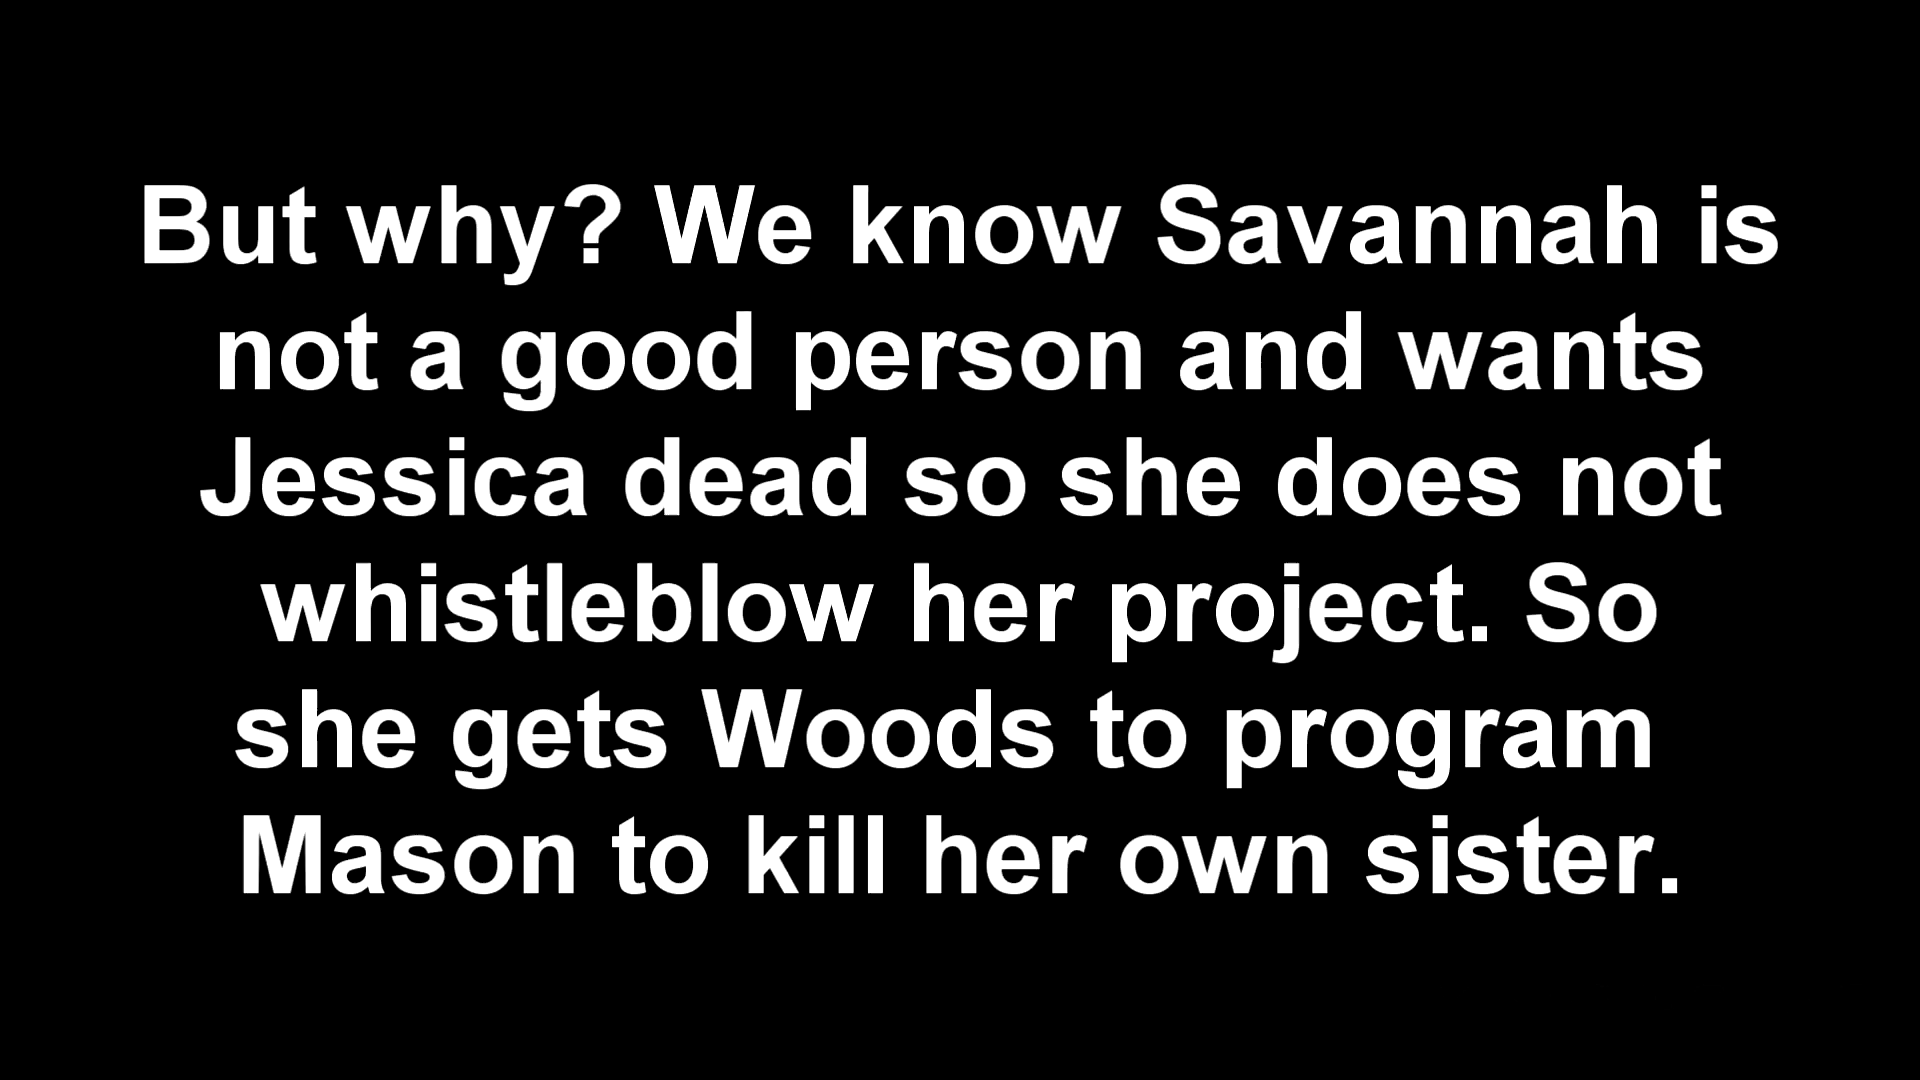 But why? We know Savannah is
not a good person and wants
Jessica dead so she does not
whistleblow her project. So
she gets Woods to program
Mason to kill her own sister.